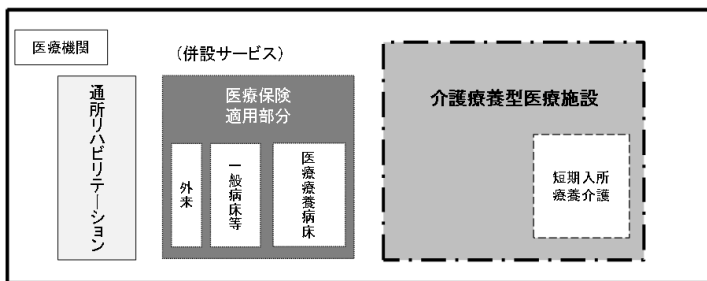 医療機関
(併設サービス)
通所リハビリテーション
医療保険
適用部分
外来
一般病床等
医療療養病床
介護療養型医療施設
短期入所
療養介護